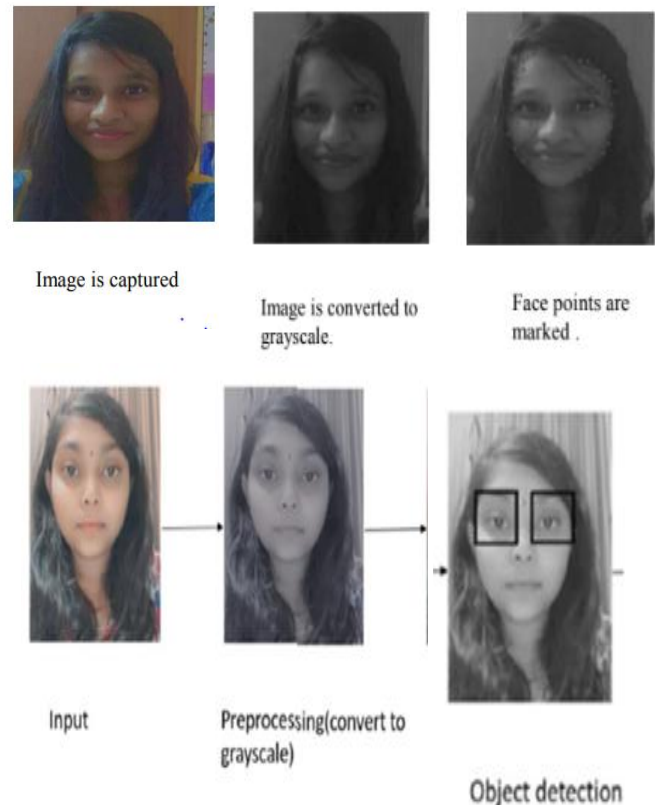 Image is captured
Image is converted to
grayscale.
Face points are
marked .
Input
Preprocessing(convert to
grayscale)
Object detection